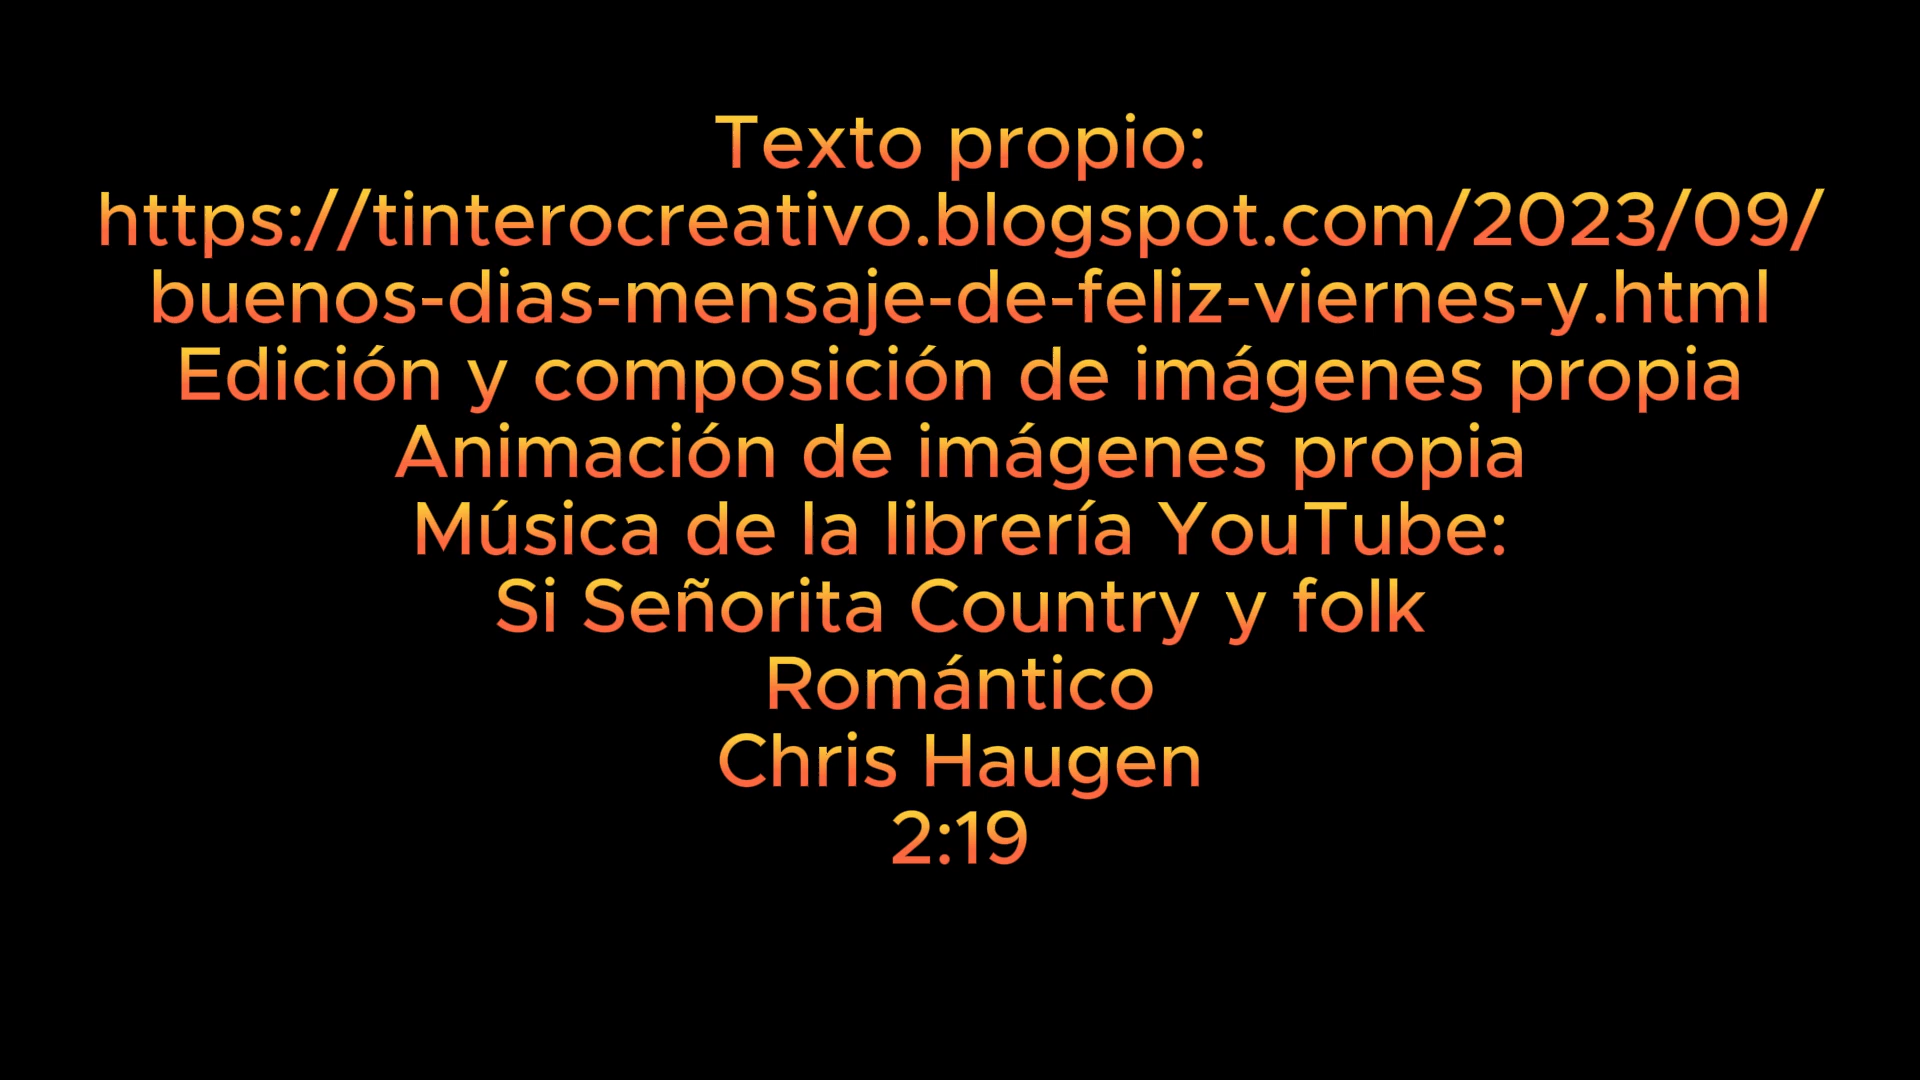 Texto propio:
https://tinterocreativo.blogspot.com/2023/09/
buenos-dias-mensaje-de-feliz-viernes-y.html
Edición y composición de imágenes propia
Animación de imágenes propia
Música de la librería YouTube:
Si Señorita Country y folk
Romántico
Chris Haugen
2:19